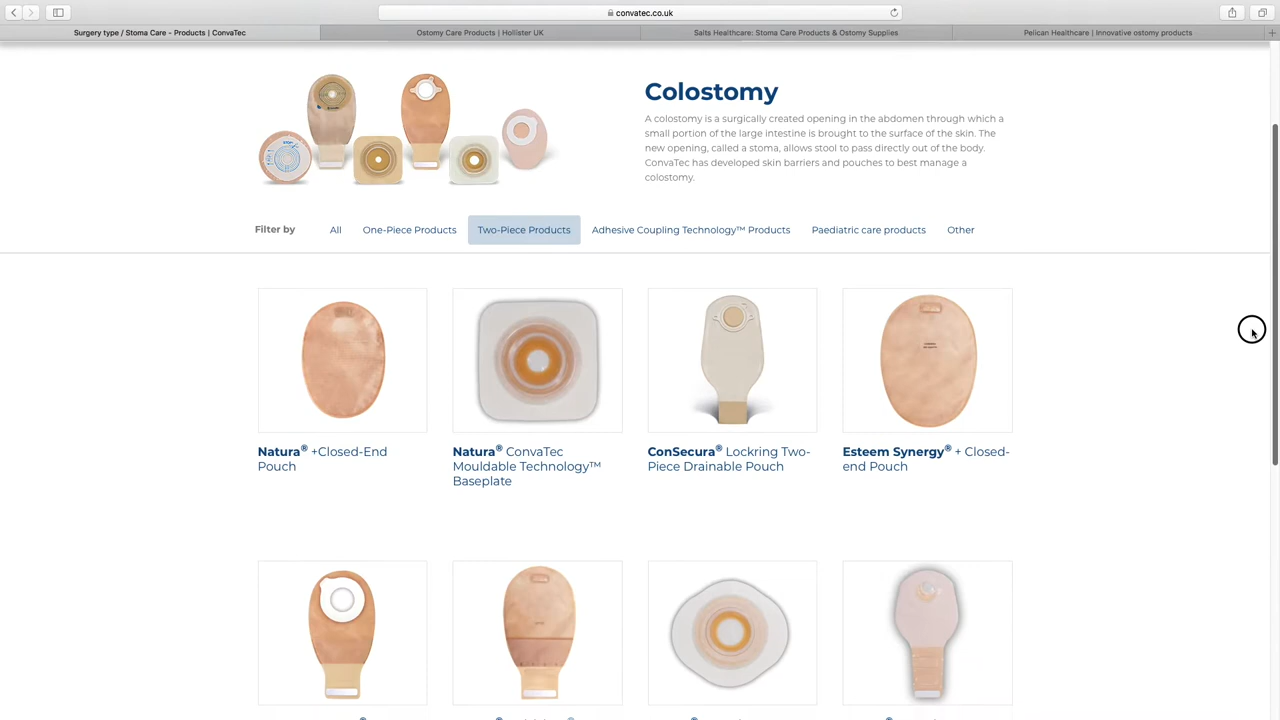 convatec.co.uk
Surgery type / Stoma Care - Products | ConvaTec
Ostomy Care Products | Hollister UK
Salts Healthcare: Stoma Care Products & Ostomy Supplies
Pelican Healthcare | Innovative ostomy products
Colostomy
A colostomy is a surgically created opening in the abdomen through which a
small portion of the large intestine is brought to the surface of the skin. The
new opening, called a stoma, allows stool to pass directly out of the body.
ConvaTec has developed skin barriers and pouches to best manage a
colostomy.
Filter by
All
One-Piece Products
Two-Piece Products
Adhesive Coupling Technology™ Products
Paediatric care products
Other
Natura® +Closed-End
Pouch
Natura® ConvaTec
Mouldable Technology™
Baseplate
ConSecura® Lockring Two-
Piece Drainable Pouch
Esteem Synergy® + Closed-
end Pouch